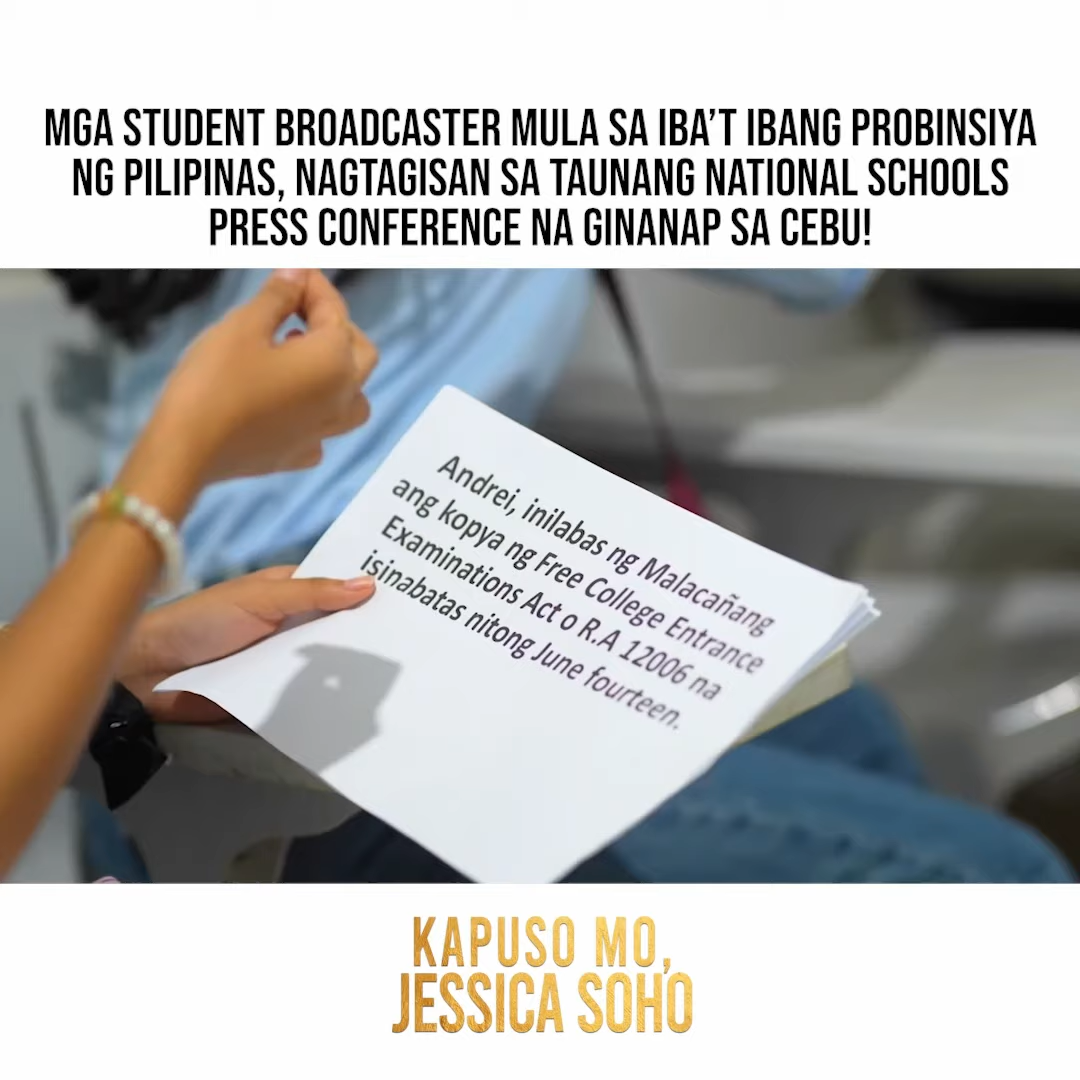 MGA STUDENT BROADCASTER MULA SA IBA'T IBANG PROBINSIYA
NG PILIPINAS, NAGTAGISAN SA TAUNANG NATIONAL SCHOOLS
PRESS CONFERENCE NA GINANAP SA CEBU!
Andrei, inilabas ng Malacañang
ang kopya ng Free College Entrance
Examinations Act o R.A 12006 na
isinabatas nitong June fourteen.
KAPUSO MO,
JESSICA SOHO